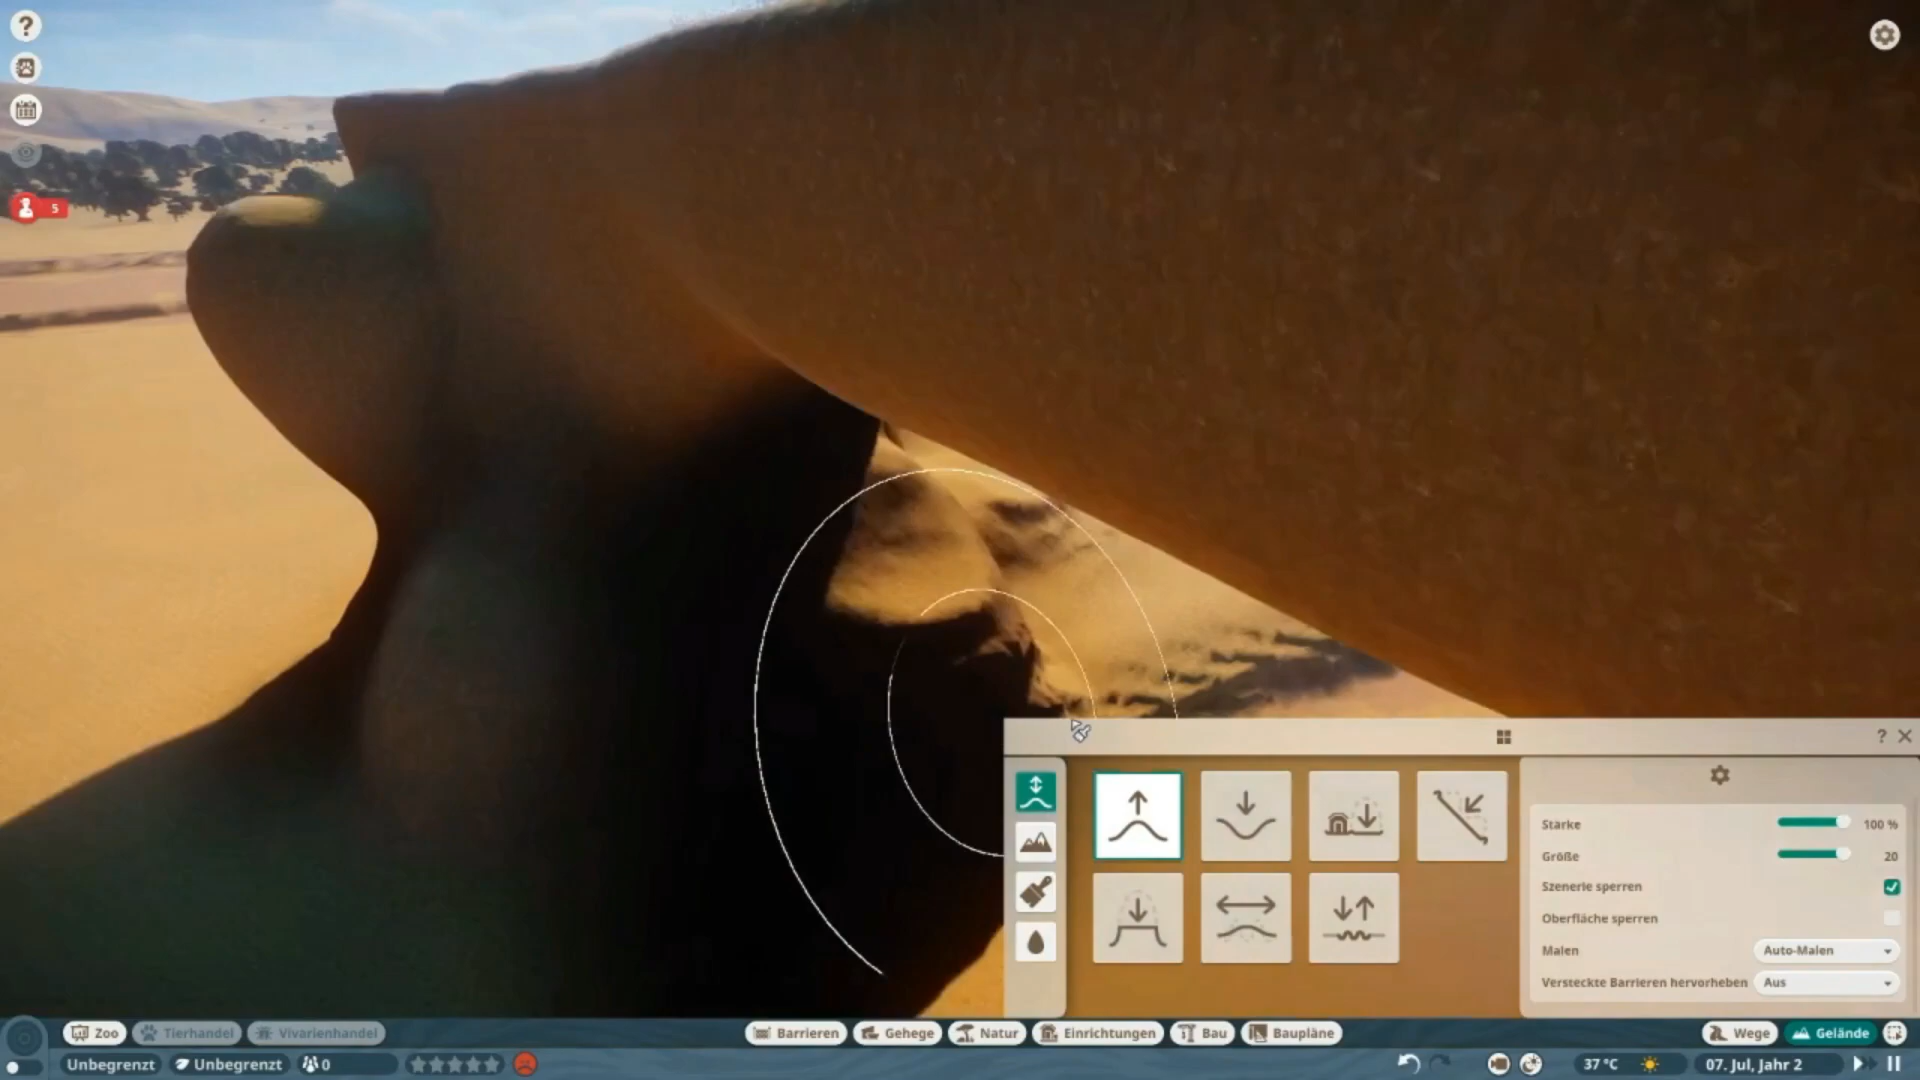 ?
5
?
Stärke
100 %
Größe
20
Szenerie sperren
Oberfläche sperren
Malen
Auto-Malen
Versteckte Barrieren hervorheben
Aus
Zoo
Tierhandel
Vivarienhandel
Barrieren
Gehege
Natur
Einrichtungen
Bau
Baupläne
Wege
Gelände
Unbegrenzt
Unbegrenzt
0
37 °C
07. Jul, Jahr 2